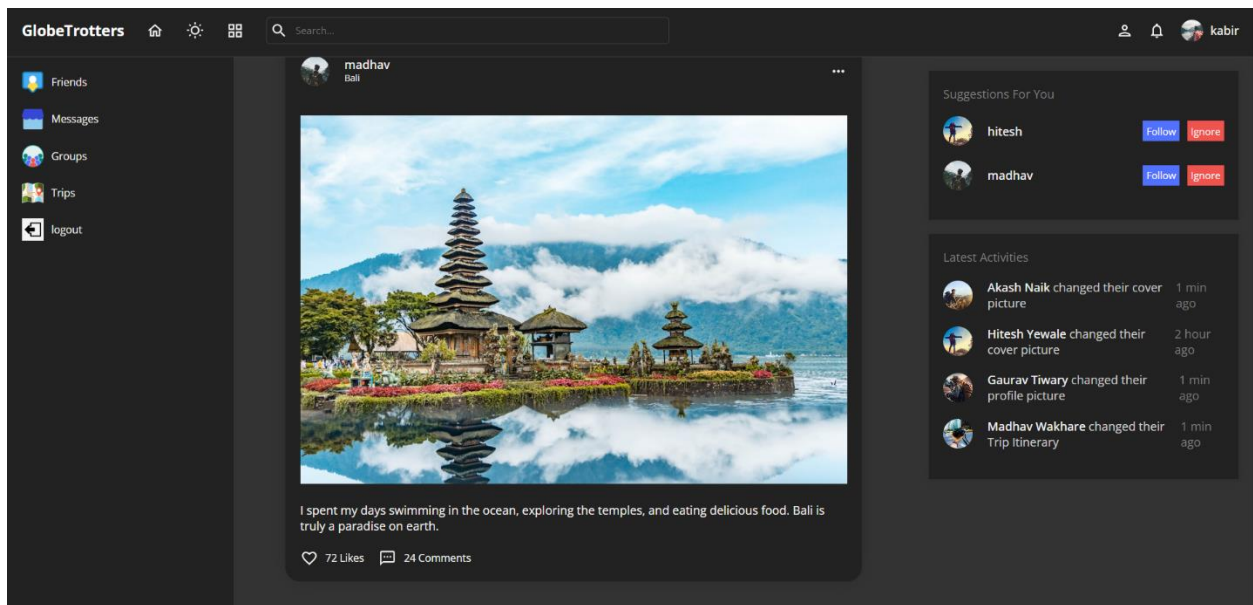 GlobeTrotters
Search...
kabir
Friends
Messages
Groups
Trips
logout
madhav
Bali
I spent my days swimming in the ocean, exploring the temples, and eating delicious food. Bali is
truly a paradise on earth.
72 Likes
24 Comments
Suggestions For You
hitesh
Follow
Ignore
madhav
Follow
Ignore
Latest Activities
Akash Naik changed their cover
picture
1 min
ago
Hitesh Yewale changed their
cover picture
2 hour
ago
Gaurav Tiwary changed their
profile picture
1 min
ago
Madhav Wakhare changed their
Trip Itinerary
1 min
ago